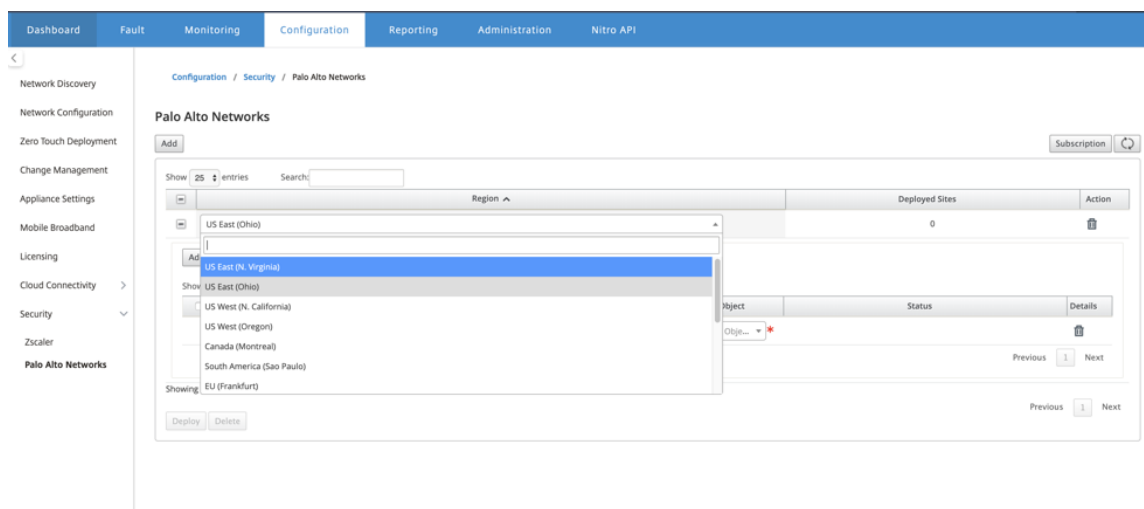 Dashboard Fault Monitoring Configuration Reporting Administration Nitro API
Network Discovery
Network Configuration
Zero Touch Deployment
Change Management
Appliance Settings
Mobile Broadband
Licensing
Cloud Connectivity
Security
Zscaler
Palo Alto Networks
Configuration / Security / Palo Alto Networks
Palo Alto Networks
Add Subscription
Show 25 entries Search:
Region Deployed Sites Action
US East (Ohio) 0
Ad
US East (N. Virginia)
Show US East (Ohio)
US West (N. California) Object Status Details
US West (Oregon) Obje... *
Canada (Montreal) Previous 1 Next
South America (Sao Paulo)
Showing EU (Frankfurt)
Previous 1 Next
Deploy Delete